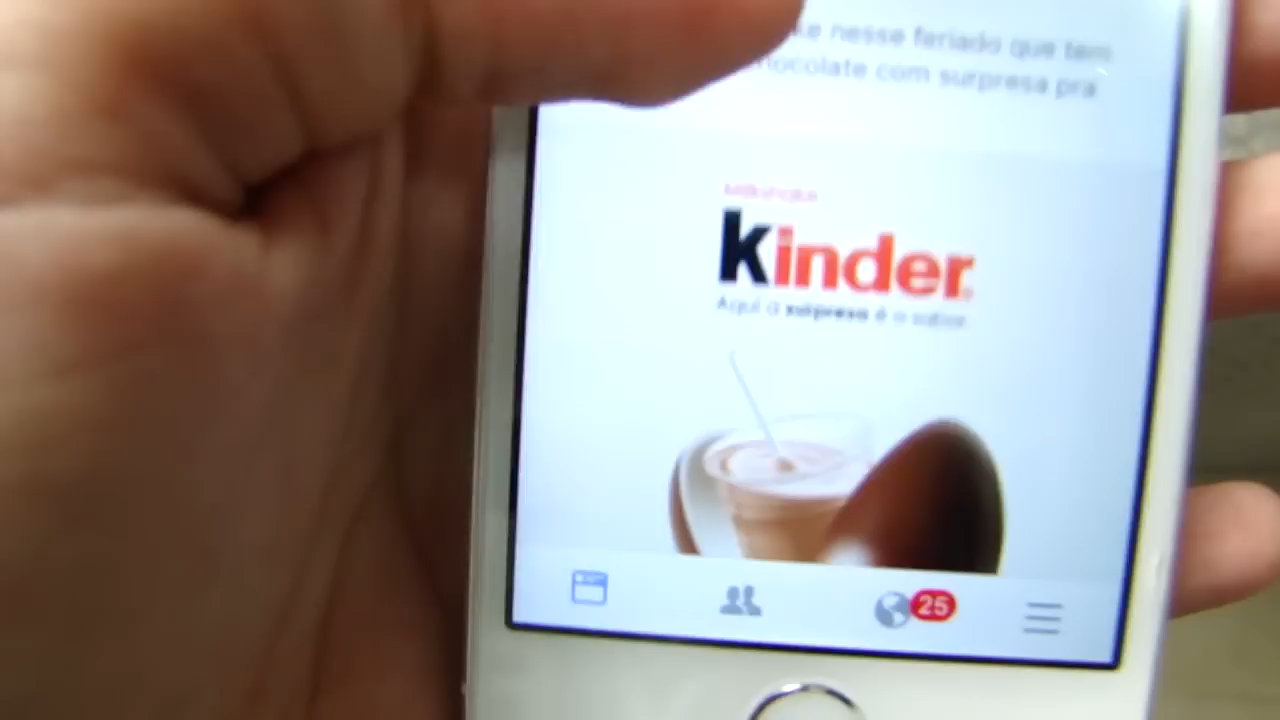 nesse feriado que tem
chocolate com surpresa pra
kinder
Aqui a surpresa é o sabor.
25